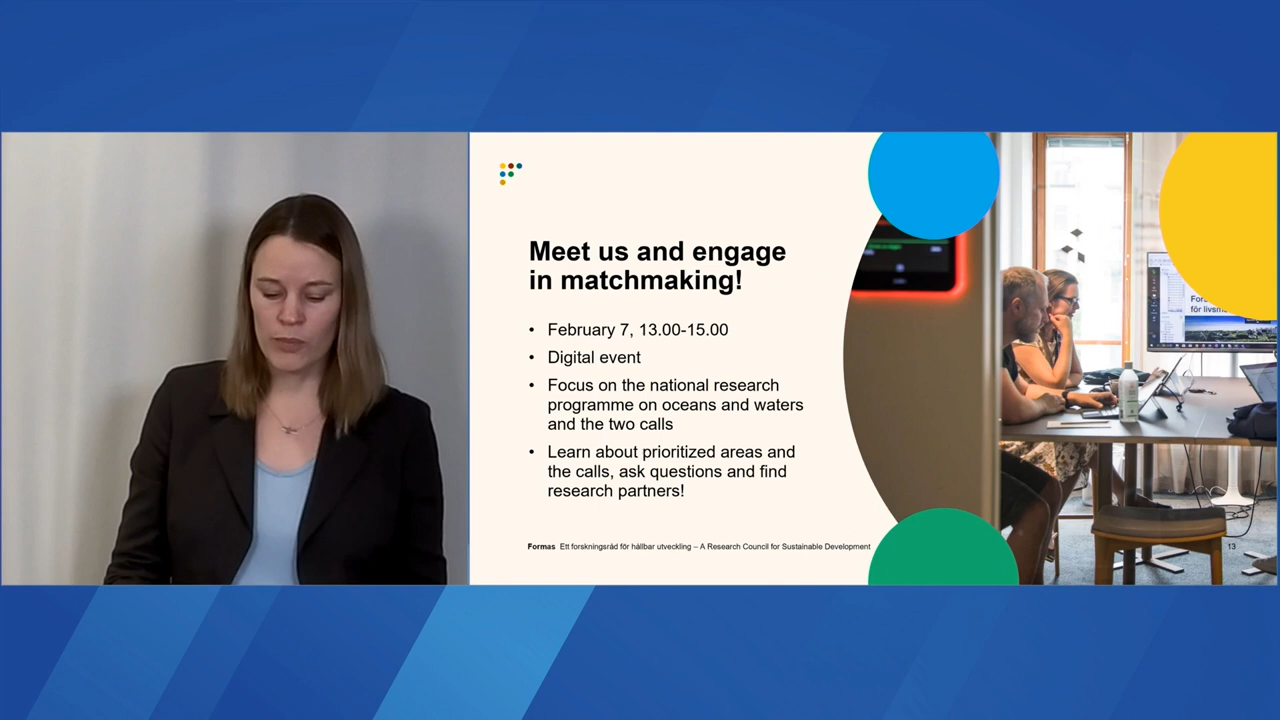 Meet us and engage
in matchmaking!
• February 7, 13.00-15.00
• Digital event
• Focus on the national research
programme on oceans and waters
and the two calls
• Learn about prioritized areas and
the calls, ask questions and find
research partners!
Formas Ett forskningsråd för hållbar utveckling – A Research Council for Sustainable Development
13